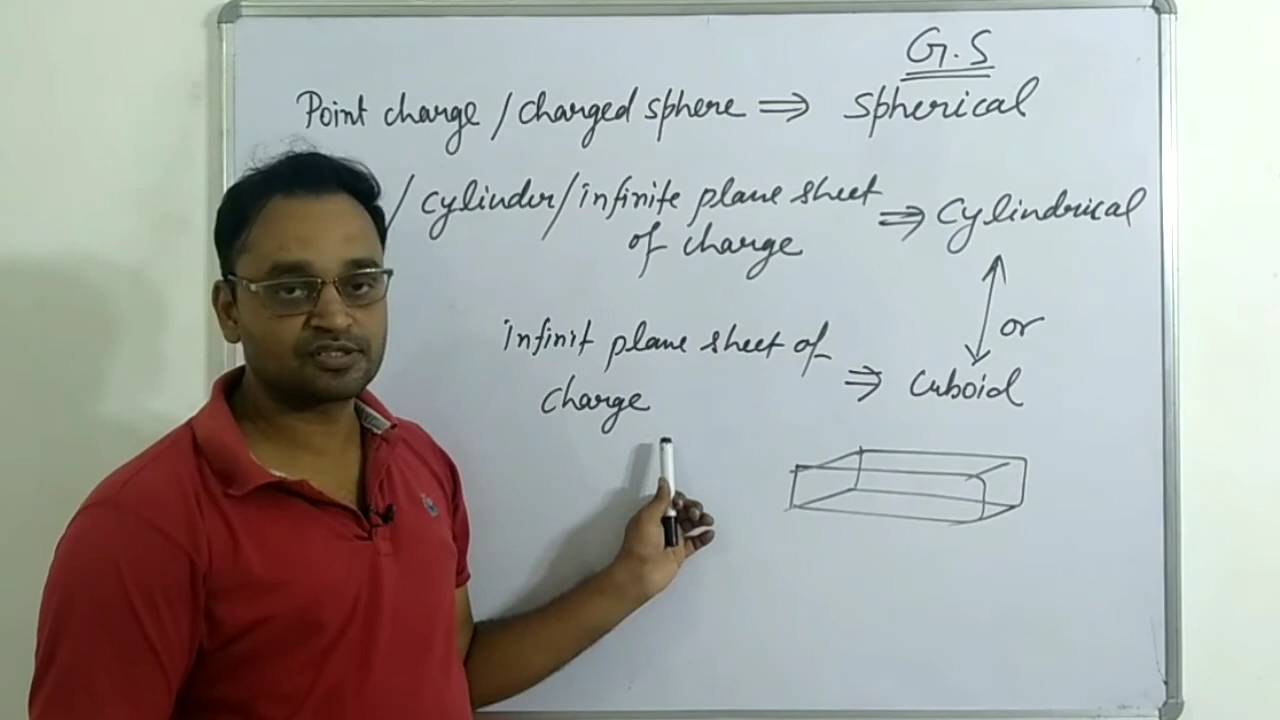 G.S
Point charge / charged sphere ⇒ Spherical
/ cylinder / infinite plane sheet of charge ⇒ Cylindrical
or
infinit plane sheet of charge ⇒ Cuboid